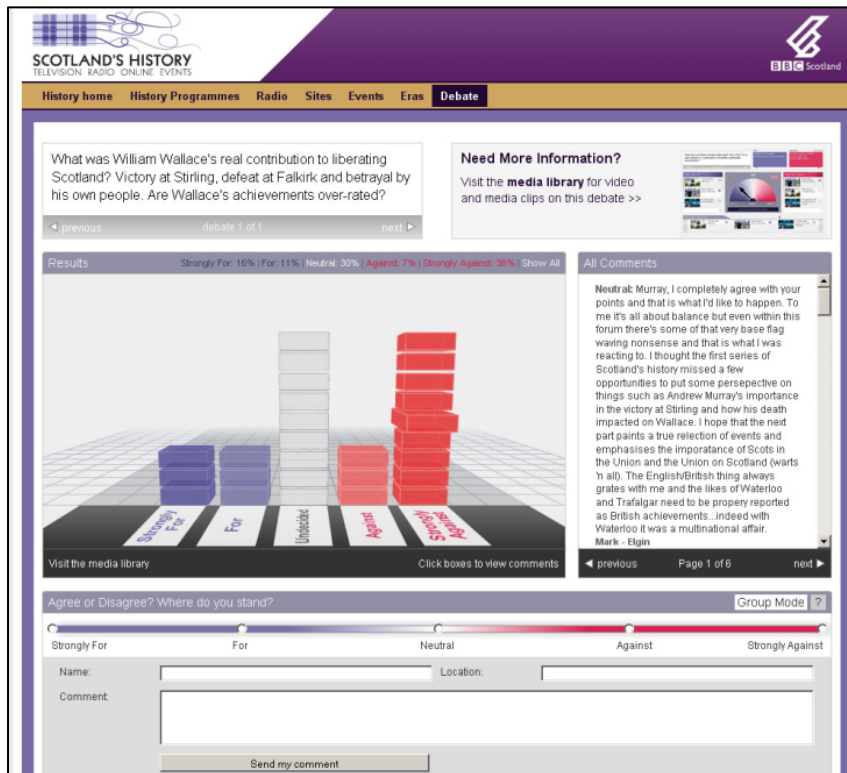 SCOTLAND'S HISTORY
TELEVISION RADIO ONLINE EVENTS
BBC Scotland
History home History Programmes Radio Sites Events Eras Debate
What was William Wallace's real contribution to liberating
Scotland? Victory at Stirling, defeat at Falkirk and betrayal by
his own people. Are Wallace's achievements over-rated?
previous debate 1 of 1 next
Need More Information?
Visit the media library for video
and media clips on this debate >>
Results Strongly For: 16% | For: 11% | Neutral: 30% | Against: 7% | Strongly Against: 36% | Show All
Strongly
For
For
Undecided
Against
Strongly
Against
Visit the media library Click boxes to view comments
All Comments
Neutral: Murray, I completely agree with your
points and that is what I'd like to happen. To
me it's all about balance but even within this
forum there's some of that very base flag
waving nonsense and that is what I was
reacting to. I thought the first series of
Scotland's history missed a few
opportunities to put some persepective on
things such as Andrew Murray's importance
in the victory at Stirling and how his death
impacted on Wallace. I hope that the next
part paints a true relection of events and
emphasises the imporatance of Scots in
the Union and the Union on Scotland (warts
'n all). The English/British thing always
grates with me and the likes of Waterloo
and Trafalgar need to be propery reported
as British achievements...indeed with
Waterloo it was a multinational affair.
Mark - Elgin
previous Page 1 of 6 next
Agree or Disagree? Where do you stand? Group Mode ?
Strongly For For Neutral Against Strongly Against
Name: Location:
Comment:
Send my comment